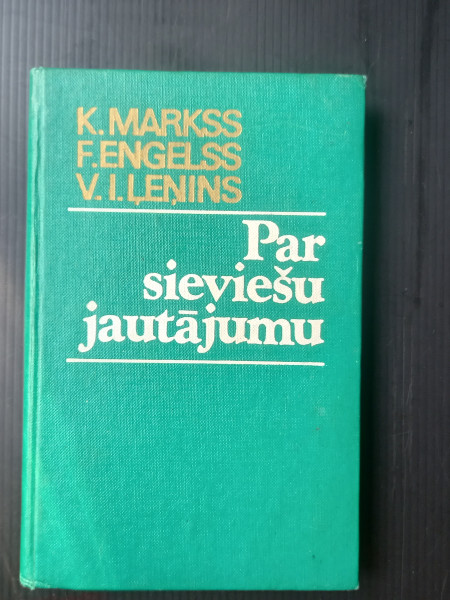 K. MARKSS
F. ENGELSS
V. I. ĻEŅINS
Par
sieviešu
jautājumu